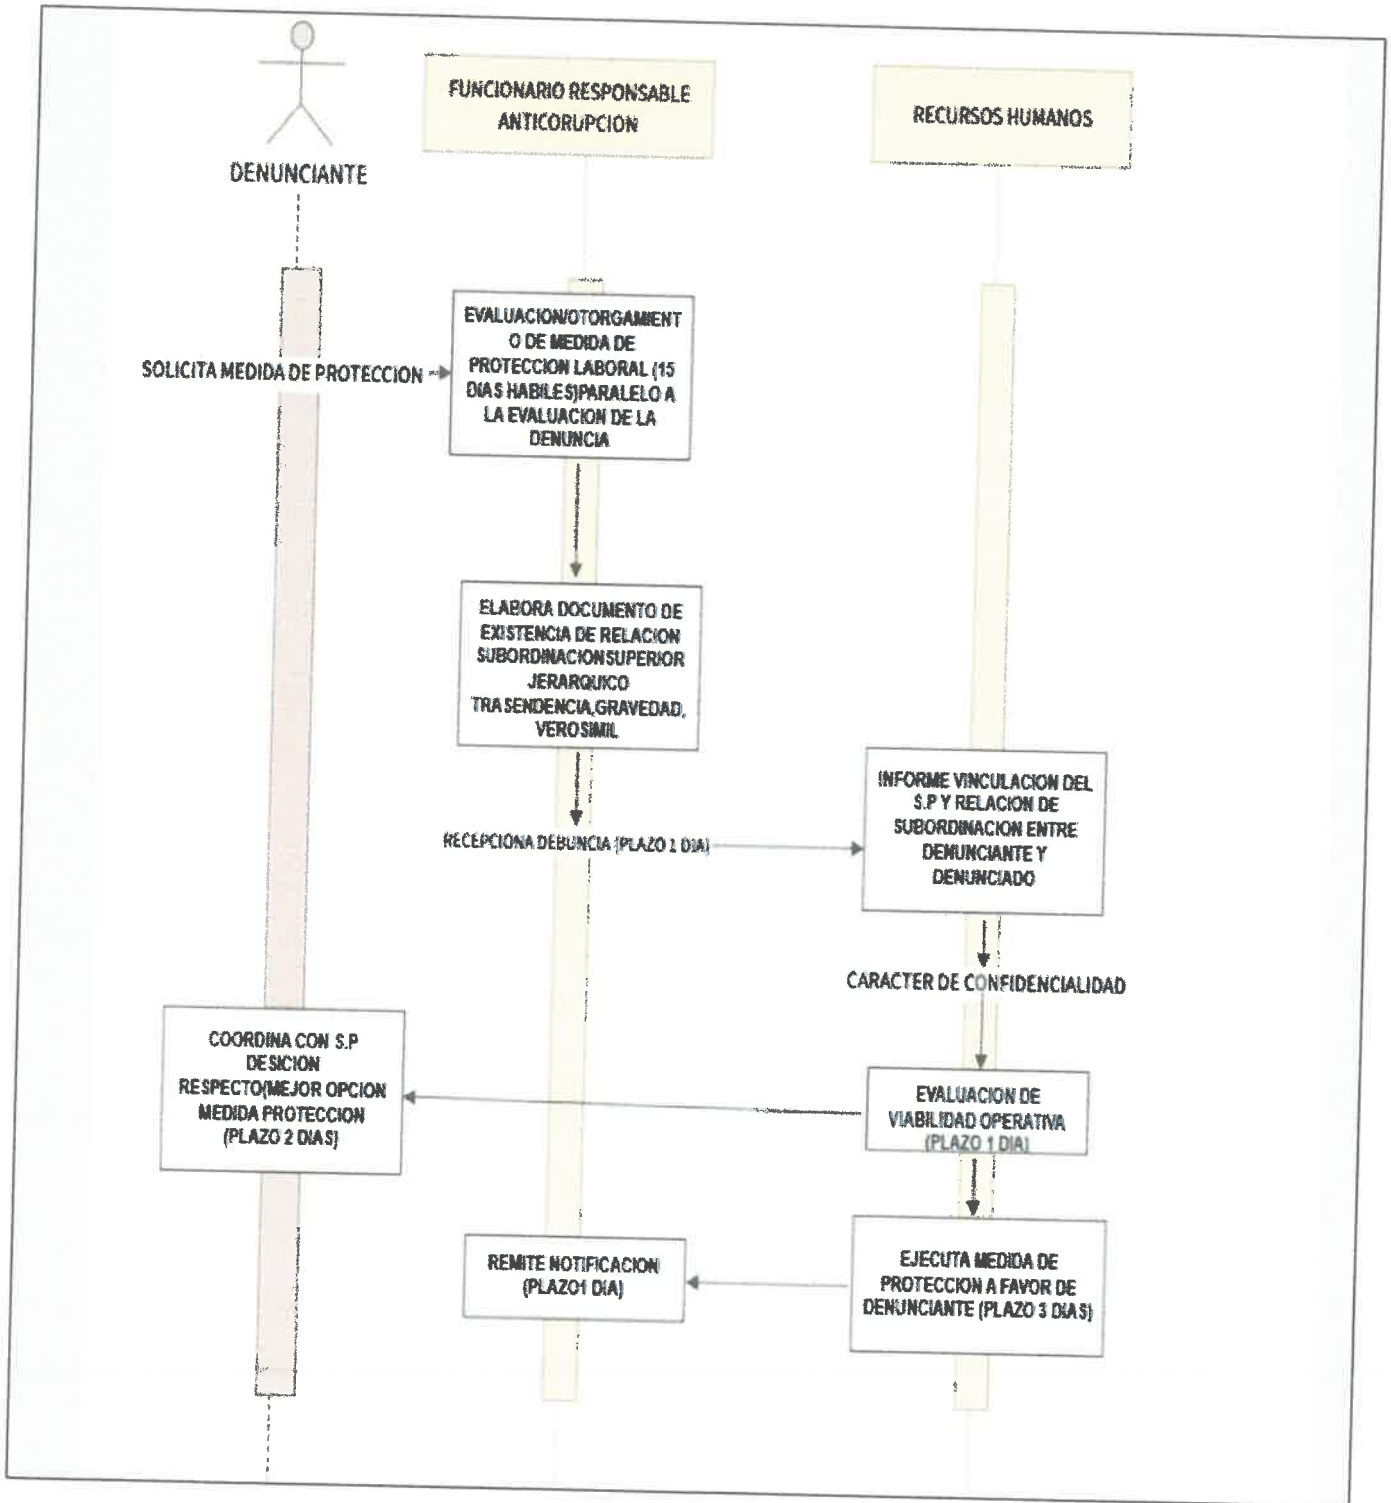 DENUNCIANTE
FUNCIONARIO RESPONSABLE
ANTICORUPCION
RECURSOS HUMANOS
SOLICITA MEDIDA DE PROTECCION
EVALUACION/OTORGAMIENT
O DE MEDIDA DE
PROTECCION LABORAL (15
DIAS HABILES)PARALELO A
LA EVALUACION DE LA
DENUNCIA
ELABORA DOCUMENTO DE
EXISTENCIA DE RELACION
SUBORDINACION SUPERIOR
JERARQUICO
TRASENDENCIA,GRAVEDAD,
VEROSIMIL
RECEPCIONA DEBUNCIA (PLAZO 1 DIA)
INFORME VINCULACION DEL
S.P Y RELACION DE
SUBORDINACION ENTRE
DENUNCIANTE Y
DENUNCIADO
CARACTER DE CONFIDENCIALIDAD
EVALUACION DE
VIABILIDAD OPERATIVA
(PLAZO 1 DIA)
COORDINA CON S.P
DESICION
RESPECTO(MEJOR OPCION
MEDIDA PROTECCION
(PLAZO 2 DIAS)
EJECUTA MEDIDA DE
PROTECCION A FAVOR DE
DENUNCIANTE (PLAZO 3 DIAS)
REMITE NOTIFICACION
(PLAZO1 DIA)